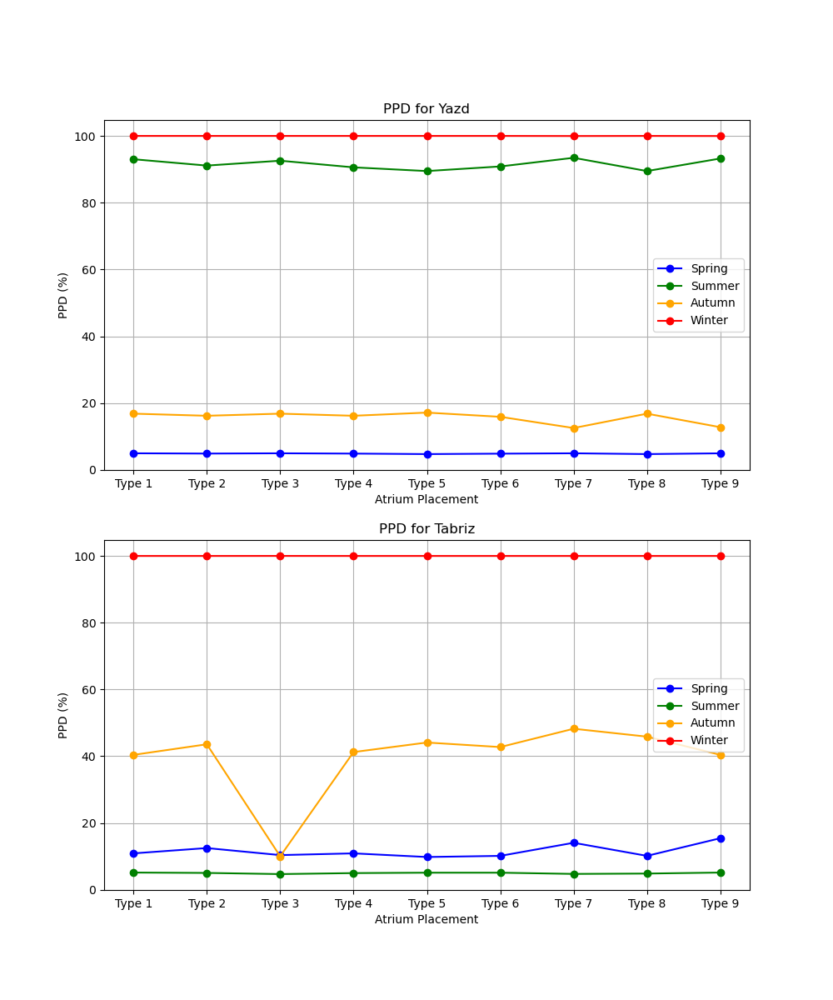 PPD for Yazd
100
80
60
40
20
0
PPD (%)
Spring
Summer
Autumn
Winter
Type 1 Type 2 Type 3 Type 4 Type 5 Type 6 Type 7 Type 8 Type 9
Atrium Placement
PPD for Tabriz
100
80
60
40
20
0
PPD (%)
Spring
Summer
Autumn
Winter
Type 1 Type 2 Type 3 Type 4 Type 5 Type 6 Type 7 Type 8 Type 9
Atrium Placement